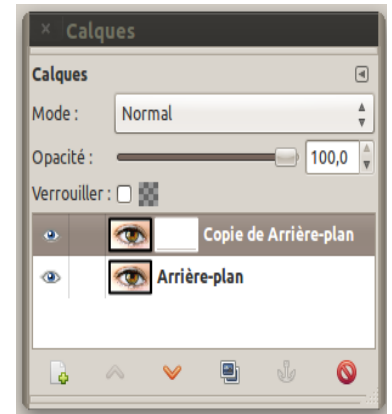 Calques
Calques
Mode : Normal
Opacité : 100,0
Verrouiller :
Copie de Arrière-plan
Arrière-plan